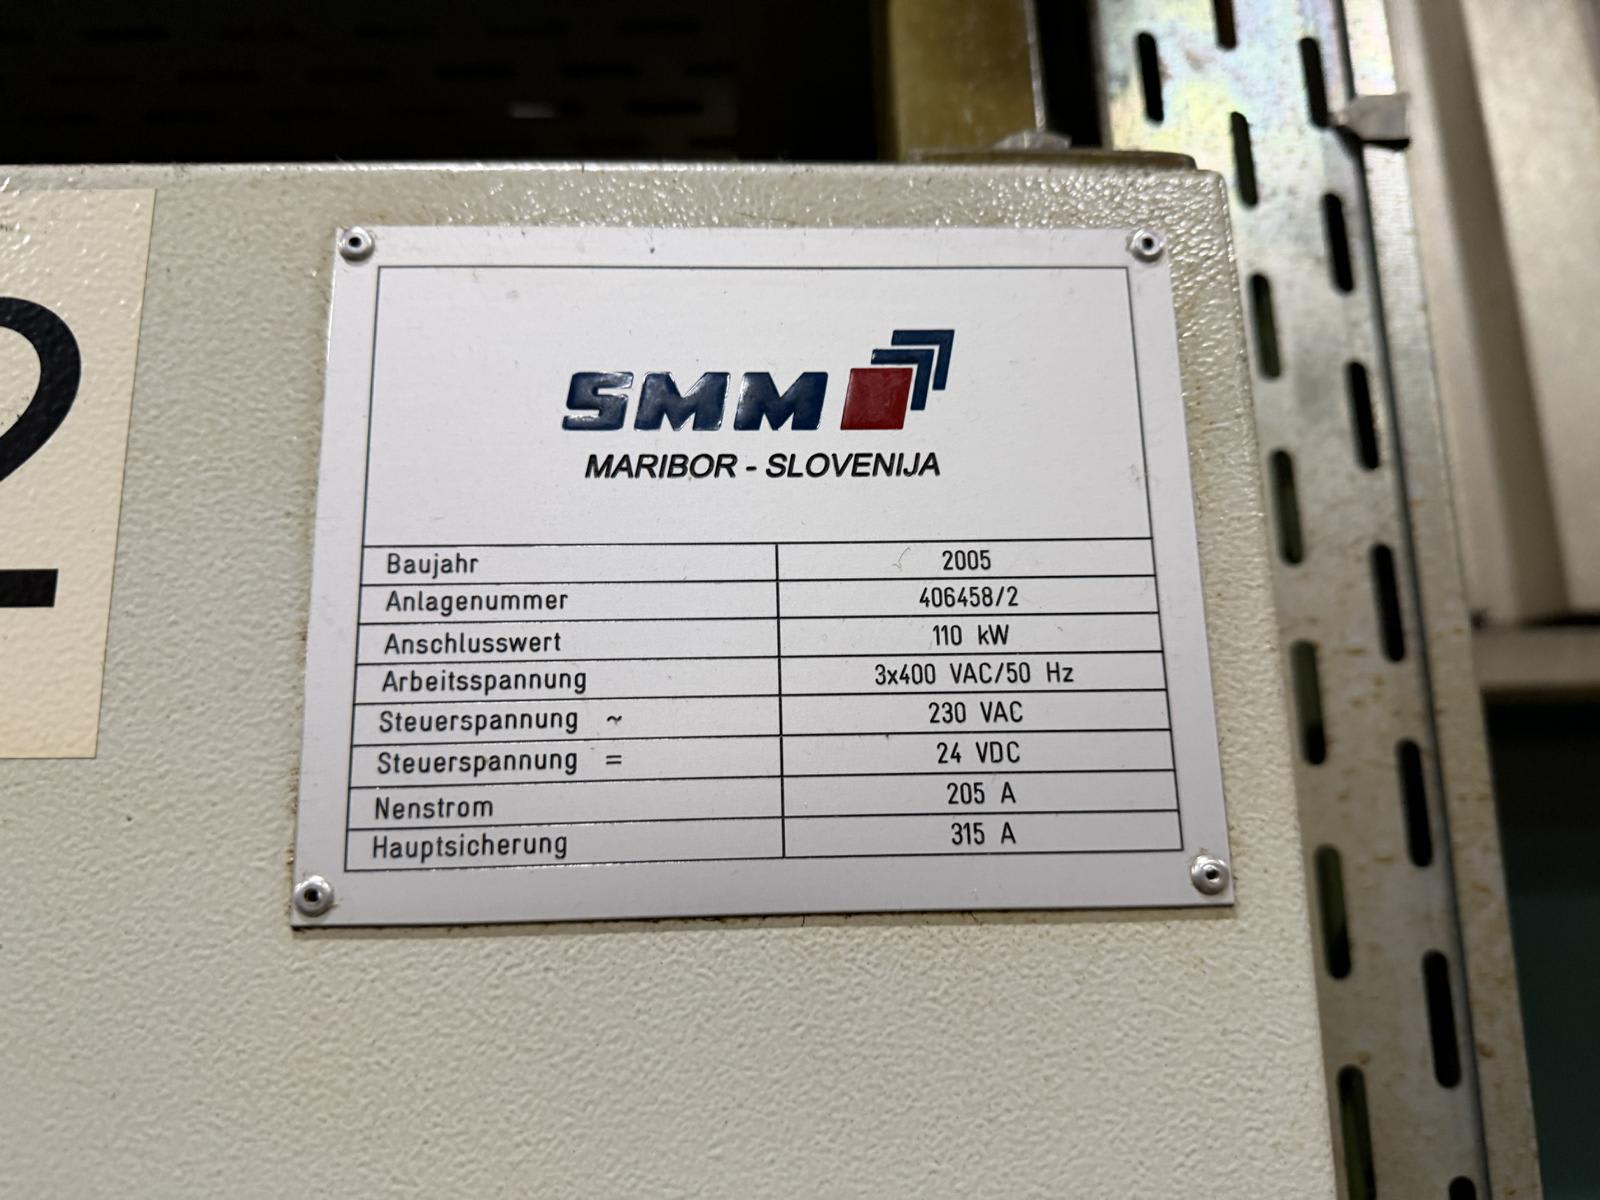 2
SMM
MARIBOR - SLOVENIJA
Baujahr 2005
Anlagenummer 406458/2
Anschlusswert 110 kW
Arbeitsspannung 3x400 VAC/50 Hz
Steuerspannung ~ 230 VAC
Steuerspannung = 24 VDC
Nenstrom 205 A
Hauptsicherung 315 A